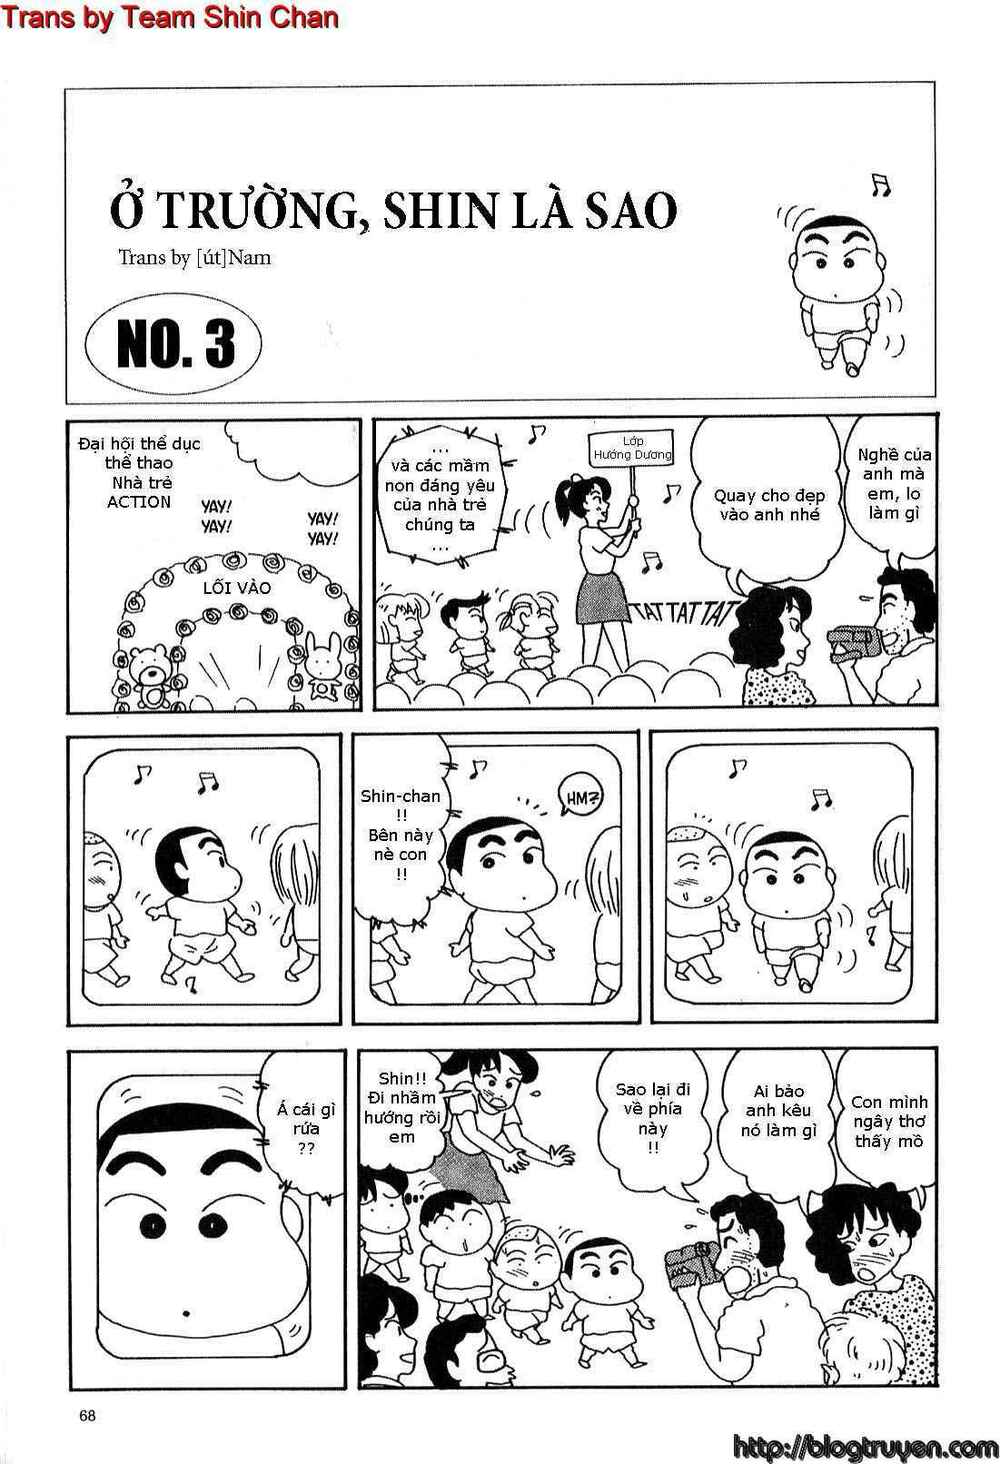 Trans by Team Shin Chan
Ở TRƯỜNG, SHIN LÀ SAO
Trans by [út]Nam
NO. 3
Đại hội thể dục
thể thao
Nhà trẻ
ACTION
YAY!
YAY!
YAY!
YAY!
LỐI VÀO
...
và các mầm
non đáng yêu
của nhà trẻ
chúng ta
...
Lớp
Hướng Dương
TAT TAT TAT
Quay cho đẹp
vào anh nhé
Nghề của
anh mà
em, lo
làm gì
Shin-chan
!!
Bên này
nè con
!!
HM?
Á cái gì
rứa
??
Shin!!
Đi nhầm
hướng rồi
em
Sao lại đi
về phía
này
!!
Ai bảo
anh kêu
nó làm gì
Con mình
ngây thơ
thấy mồ
68
http://blogtruyen.com